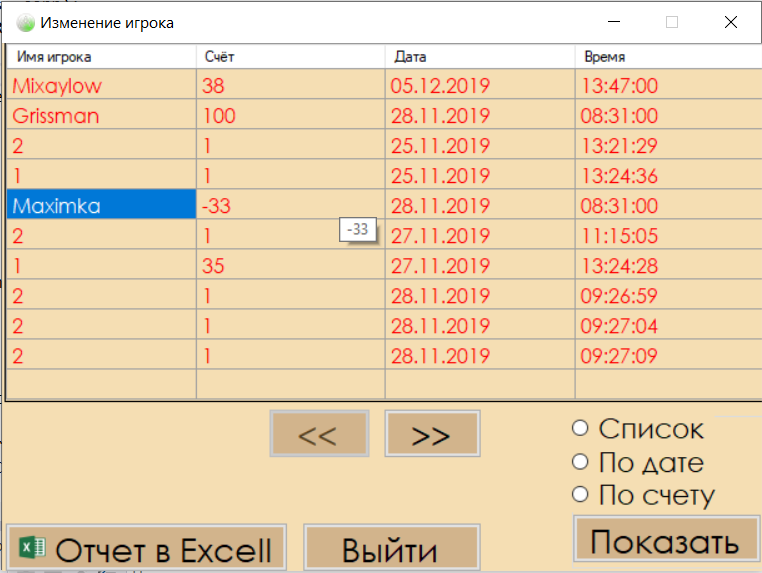 Изменение игрока
Имя игрока Счёт Дата Время
Mixaylow 38 05.12.2019 13:47:00
Grissman 100 28.11.2019 08:31:00
2 1 25.11.2019 13:21:29
1 1 25.11.2019 13:24:36
Maximka -33 28.11.2019 08:31:00
-33
2 1 27.11.2019 11:15:05
1 35 27.11.2019 13:24:28
2 1 28.11.2019 09:26:59
2 1 28.11.2019 09:27:04
2 1 28.11.2019 09:27:09
<< >>
Список
По дате
По счету
Отчет в Excell Выйти Показать